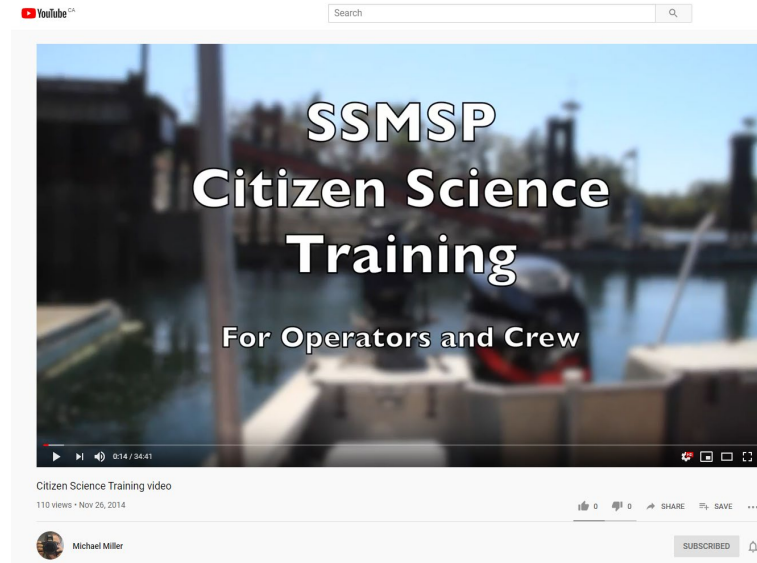 YouTube CA
Search
SSMSP
Citizen Science
Training
For Operators and Crew
0:14 / 34:41
HD
Citizen Science Training video
110 views • Nov 26, 2014
0
0
SHARE
SAVE
Michael Miller
SUBSCRIBED